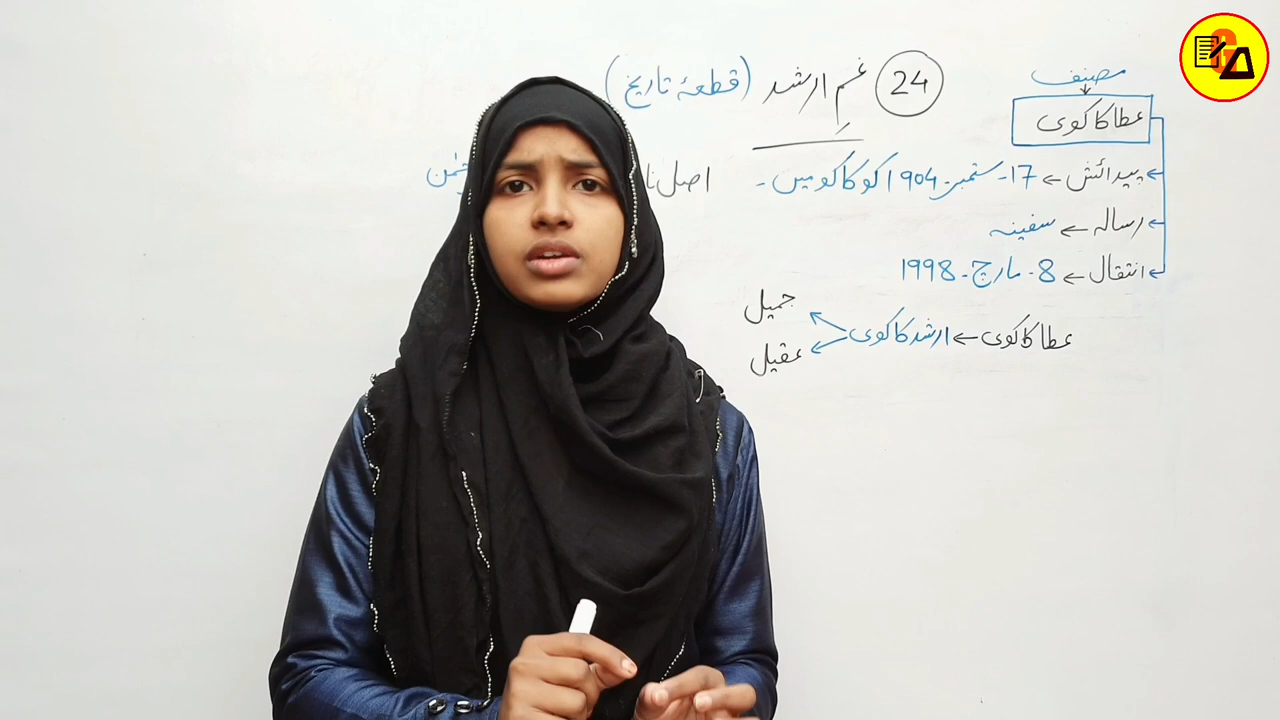 24 غمِ ارشد (قطعۂ تاریخ)
مصنف
عطا کاکوی
پیدائش ← 17۔ ستمبر۔ 1904 کو کاکو میں۔
اصل
رسالہ ← سفینہ
انتقال ← 8۔ مارچ۔ 1998
عطا کاکوی ← ارشد کاکوی
جمیل
عقیل